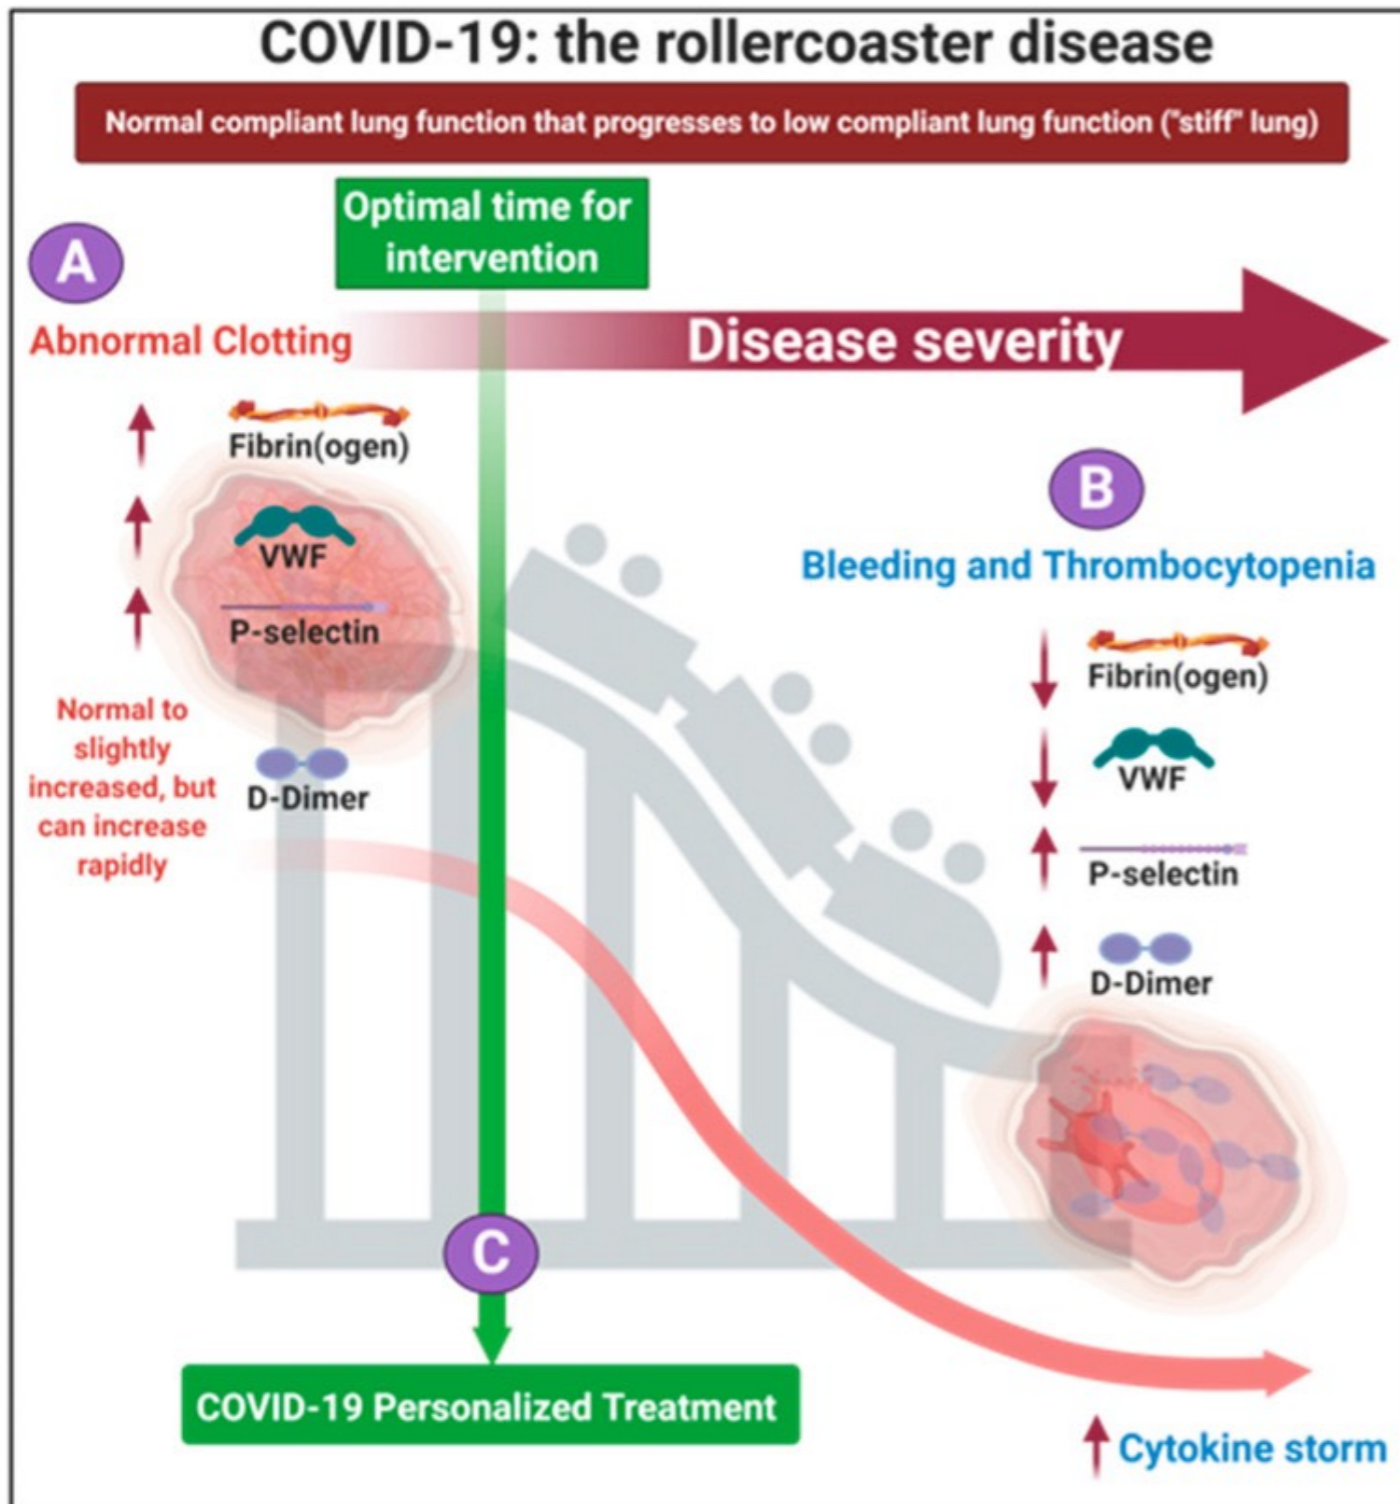 COVID-19: the rollercoaster disease
Normal compliant lung function that progresses to low compliant lung function ("stiff" lung)
Optimal time for
intervention
A
Abnormal Clotting
Disease severity
Fibrin(ogen)
VWF
P-selectin
Normal to
slightly
increased, but
can increase
rapidly
D-Dimer
B
Bleeding and Thrombocytopenia
Fibrin(ogen)
VWF
P-selectin
D-Dimer
C
COVID-19 Personalized Treatment
Cytokine storm